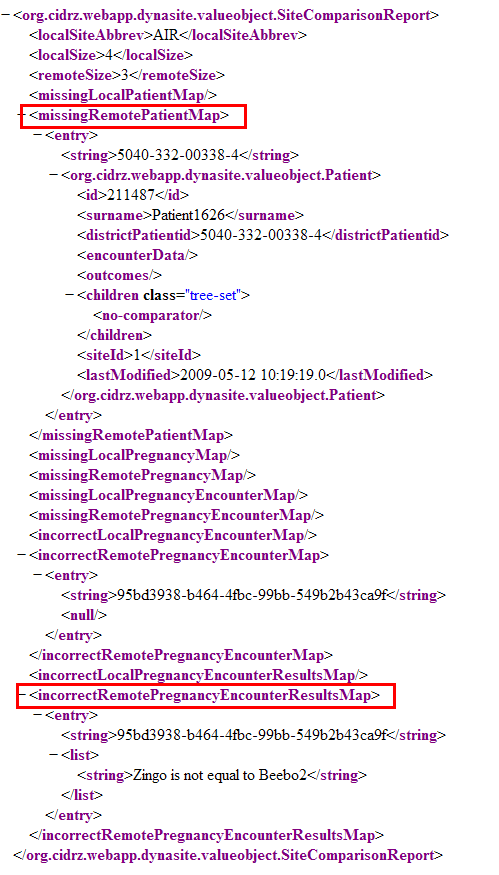 − <org.cidrz.webapp.dynasite.valueobject.SiteComparisonReport>
<localSiteAbbrev>AIR</localSiteAbbrev>
<localSize>4</localSize>
<remoteSize>3</remoteSize>
<missingLocalPatientMap/>
− <missingRemotePatientMap>
− <entry>
<string>5040-332-00338-4</string>
− <org.cidrz.webapp.dynasite.valueobject.Patient>
<id>211487</id>
<surname>Patient1626</surname>
<districtPatientid>5040-332-00338-4</districtPatientid>
<encounterData/>
<outcomes/>
− <children class="tree-set">
<no-comparator/>
</children>
<siteId>1</siteId>
<lastModified>2009-05-12 10:19:19.0</lastModified>
</org.cidrz.webapp.dynasite.valueobject.Patient>
</entry>
</missingRemotePatientMap>
<missingLocalPregnancyMap/>
<missingRemotePregnancyMap/>
<missingLocalPregnancyEncounterMap/>
<missingRemotePregnancyEncounterMap/>
<incorrectLocalPregnancyEncounterMap/>
− <incorrectRemotePregnancyEncounterMap>
− <entry>
<string>95bd3938-b464-4fbc-99bb-549b2b43ca9f</string>
<null/>
</entry>
</incorrectRemotePregnancyEncounterMap>
<incorrectLocalPregnancyEncounterResultsMap/>
− <incorrectRemotePregnancyEncounterResultsMap>
− <entry>
<string>95bd3938-b464-4fbc-99bb-549b2b43ca9f</string>
− <list>
<string>Zingo is not equal to Beebo2</string>
</list>
</entry>
</incorrectRemotePregnancyEncounterResultsMap>
</org.cidrz.webapp.dynasite.valueobject.SiteComparisonReport>